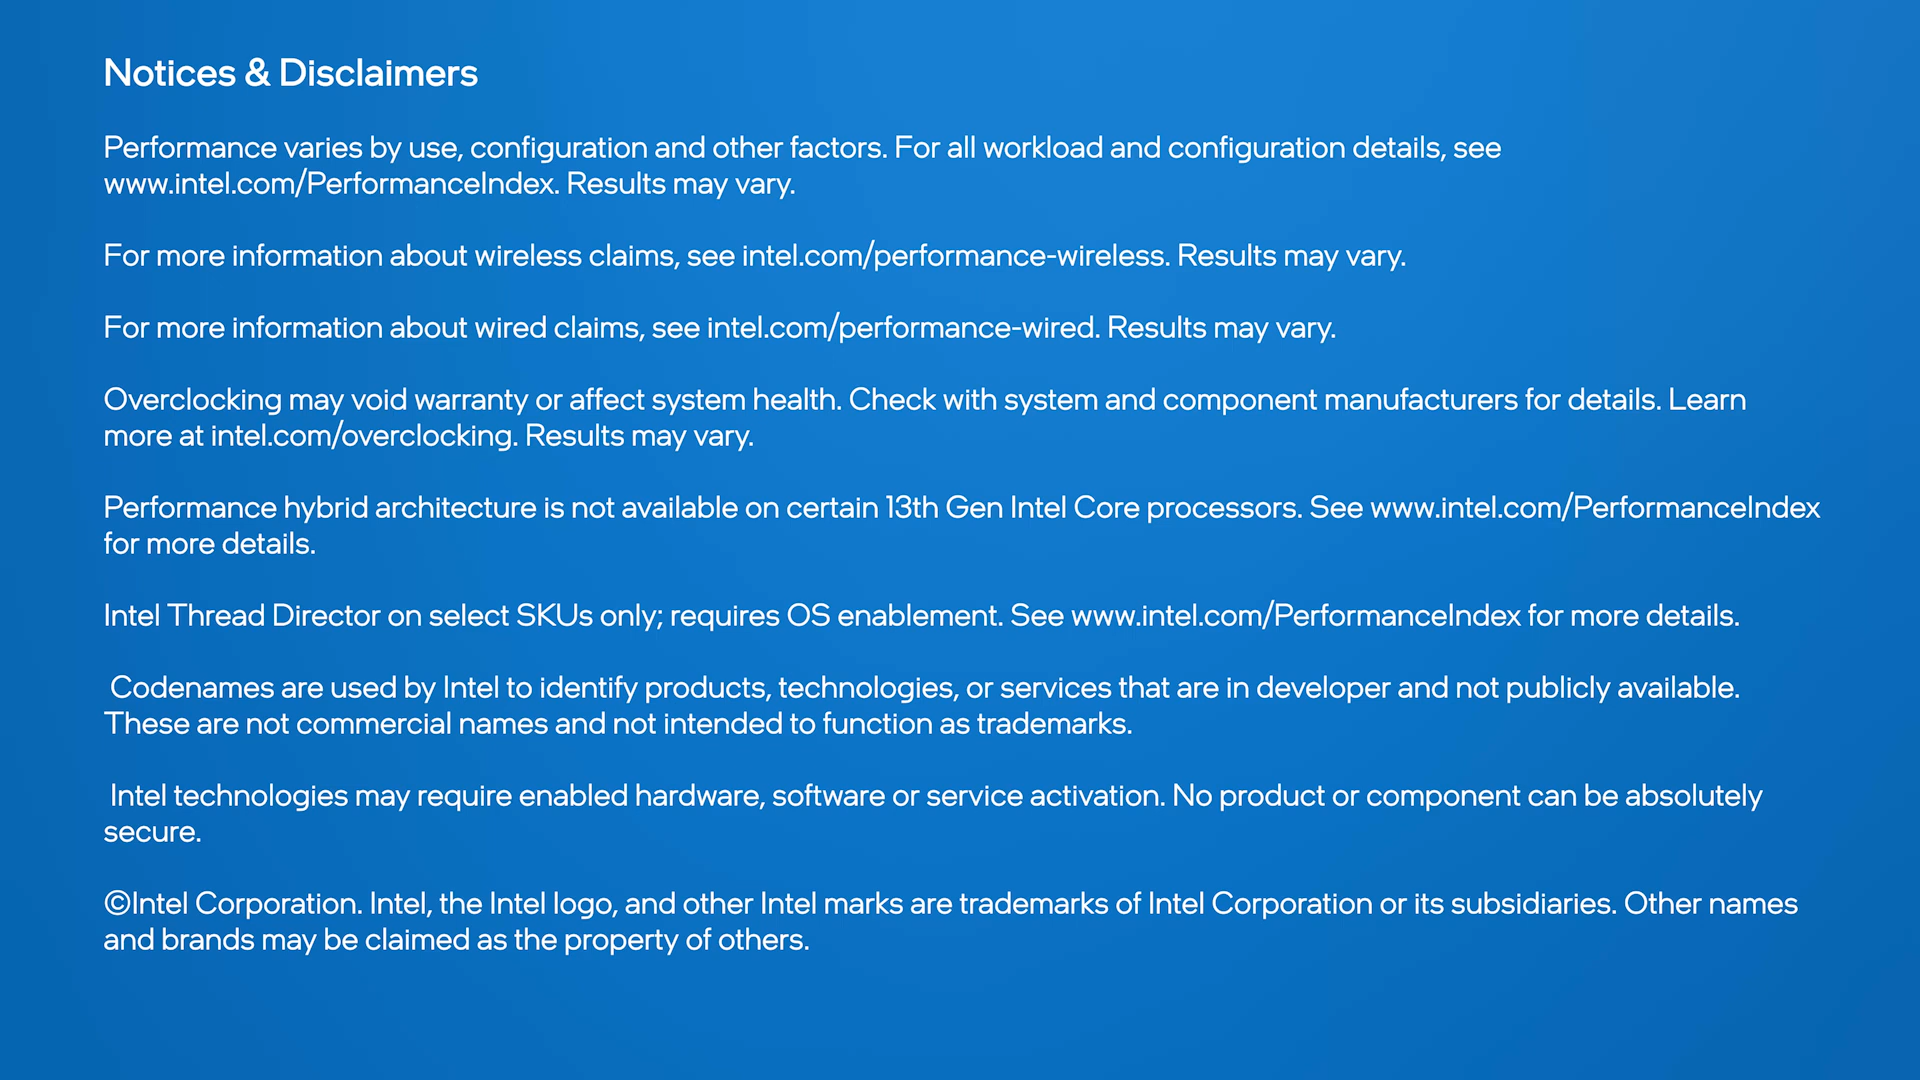 Notices & Disclaimers
Performance varies by use, configuration and other factors. For all workload and configuration details, see
www.intel.com/PerformanceIndex. Results may vary.
For more information about wireless claims, see intel.com/performance-wireless. Results may vary.
For more information about wired claims, see intel.com/performance-wired. Results may vary.
Overclocking may void warranty or affect system health. Check with system and component manufacturers for details. Learn
more at intel.com/overclocking. Results may vary.
Performance hybrid architecture is not available on certain 13th Gen Intel Core processors. See www.intel.com/PerformanceIndex
for more details.
Intel Thread Director on select SKUs only; requires OS enablement. See www.intel.com/PerformanceIndex for more details.
Codenames are used by Intel to identify products, technologies, or services that are in developer and not publicly available.
These are not commercial names and not intended to function as trademarks.
Intel technologies may require enabled hardware, software or service activation. No product or component can be absolutely
secure.
©Intel Corporation. Intel, the Intel logo, and other Intel marks are trademarks of Intel Corporation or its subsidiaries. Other names
and brands may be claimed as the property of others.